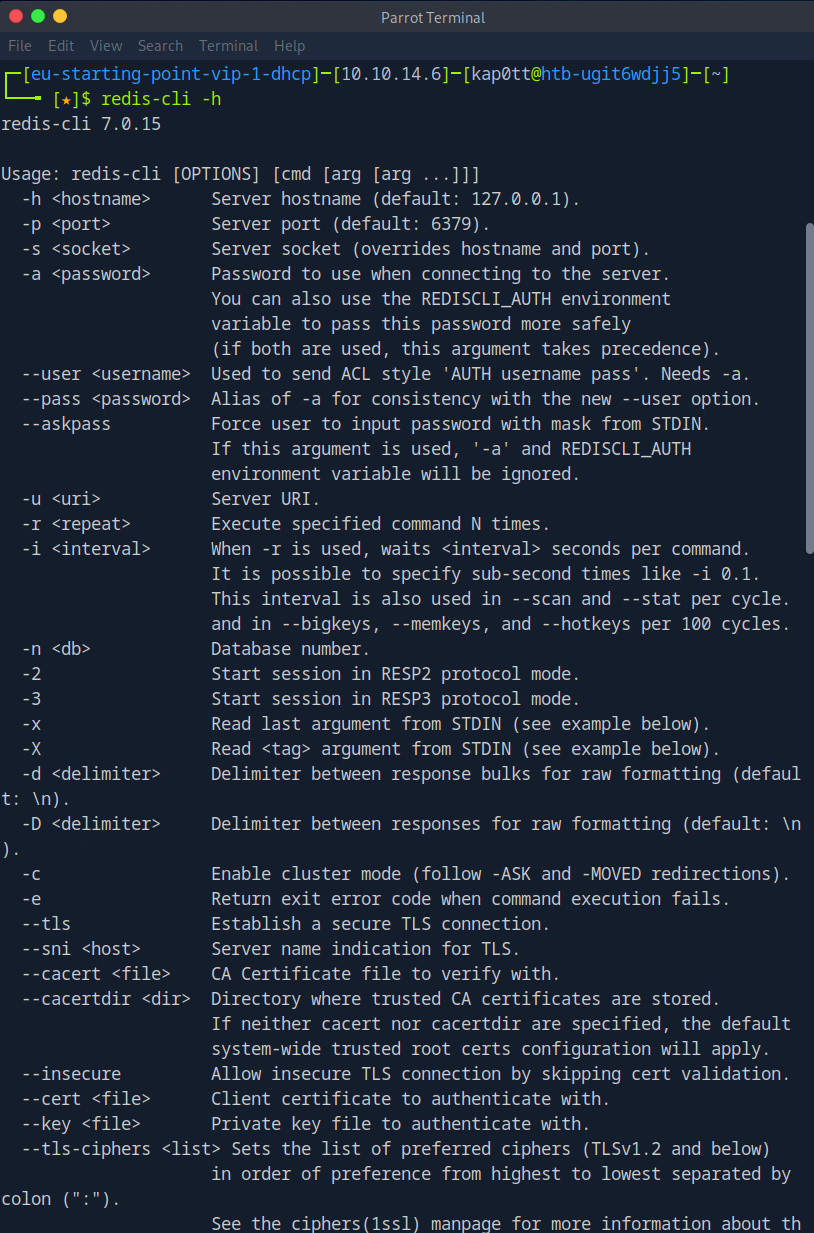 Parrot Terminal
File Edit View Search Terminal Help
┌─[eu-starting-point-vip-1-dhcp]─[10.10.14.6]─[kap0tt@htb-ugit6wdjj5]─[~]
└──╼ [★]$ redis-cli -h
redis-cli 7.0.15

Usage: redis-cli [OPTIONS] [cmd [arg [arg ...]]]
  -h <hostname>      Server hostname (default: 127.0.0.1).
  -p <port>          Server port (default: 6379).
  -s <socket>        Server socket (overrides hostname and port).
  -a <password>      Password to use when connecting to the server.
                     You can also use the REDISCLI_AUTH environment
                     variable to pass this password more safely
                     (if both are used, this argument takes precedence).
  --user <username>  Used to send ACL style 'AUTH username pass'. Needs -a.
  --pass <password>  Alias of -a for consistency with the new --user option.
  --askpass          Force user to input password with mask from STDIN.
                     If this argument is used, '-a' and REDISCLI_AUTH
                     environment variable will be ignored.
  -u <uri>           Server URI.
  -r <repeat>        Execute specified command N times.
  -i <interval>      When -r is used, waits <interval> seconds per command.
                     It is possible to specify sub-second times like -i 0.1.
                     This interval is also used in --scan and --stat per cycle.
                     and in --bigkeys, --memkeys, and --hotkeys per 100 cycles.
  -n <db>            Database number.
  -2                 Start session in RESP2 protocol mode.
  -3                 Start session in RESP3 protocol mode.
  -x                 Read last argument from STDIN (see example below).
  -X                 Read <tag> argument from STDIN (see example below).
  -d <delimiter>     Delimiter between response bulks for raw formatting (defaul
t: \n).
  -D <delimiter>     Delimiter between responses for raw formatting (default: \n
).
  -c                 Enable cluster mode (follow -ASK and -MOVED redirections).
  -e                 Return exit error code when command execution fails.
  --tls              Establish a secure TLS connection.
  --sni <host>       Server name indication for TLS.
  --cacert <file>    CA Certificate file to verify with.
  --cacertdir <dir>  Directory where trusted CA certificates are stored.
                     If neither cacert nor cacertdir are specified, the default
                     system-wide trusted root certs configuration will apply.
  --insecure         Allow insecure TLS connection by skipping cert validation.
  --cert <file>      Client certificate to authenticate with.
  --key <file>       Private key file to authenticate with.
  --tls-ciphers <list> Sets the list of preferred ciphers (TLSv1.2 and below)
                     in order of preference from highest to lowest separated by
colon (":").
                     See the ciphers(1ssl) manpage for more information about th